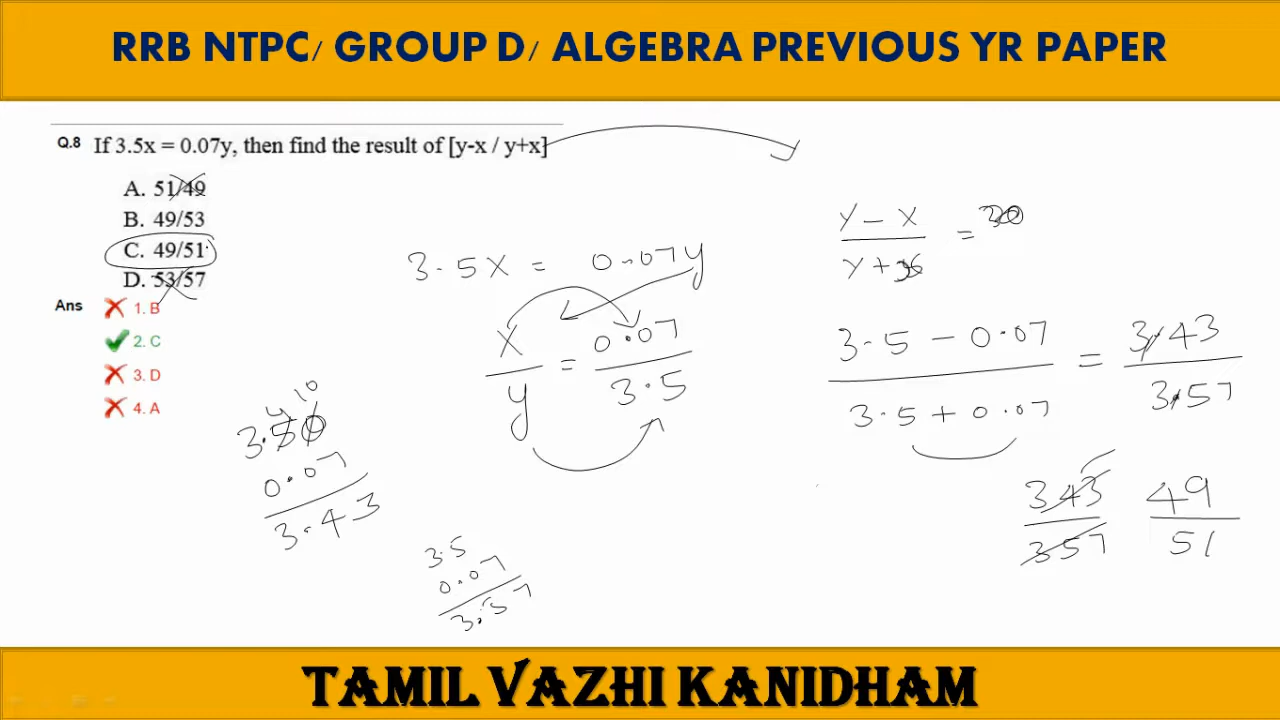 RRB NTPC/ GROUP D/ ALGEBRA PREVIOUS YR PAPER
Q.8 If 3.5x = 0.07y, then find the result of [y-x / y+x]
A. 51/49
B. 49/53
C. 49/51
D. 53/57
Ans
1. B
2. C
3. D
4. A
3.5x = 0.07y
x
y
=
0.07
3.5
y - x
y + x
=
3.5 - 0.07
3.5 + 0.07
=
3.43
3.57
343
357
49
51
4 10
3.50
0.07
3.43
3.5
0.07
3.57
TAMIL VAZHI KANIDHAM